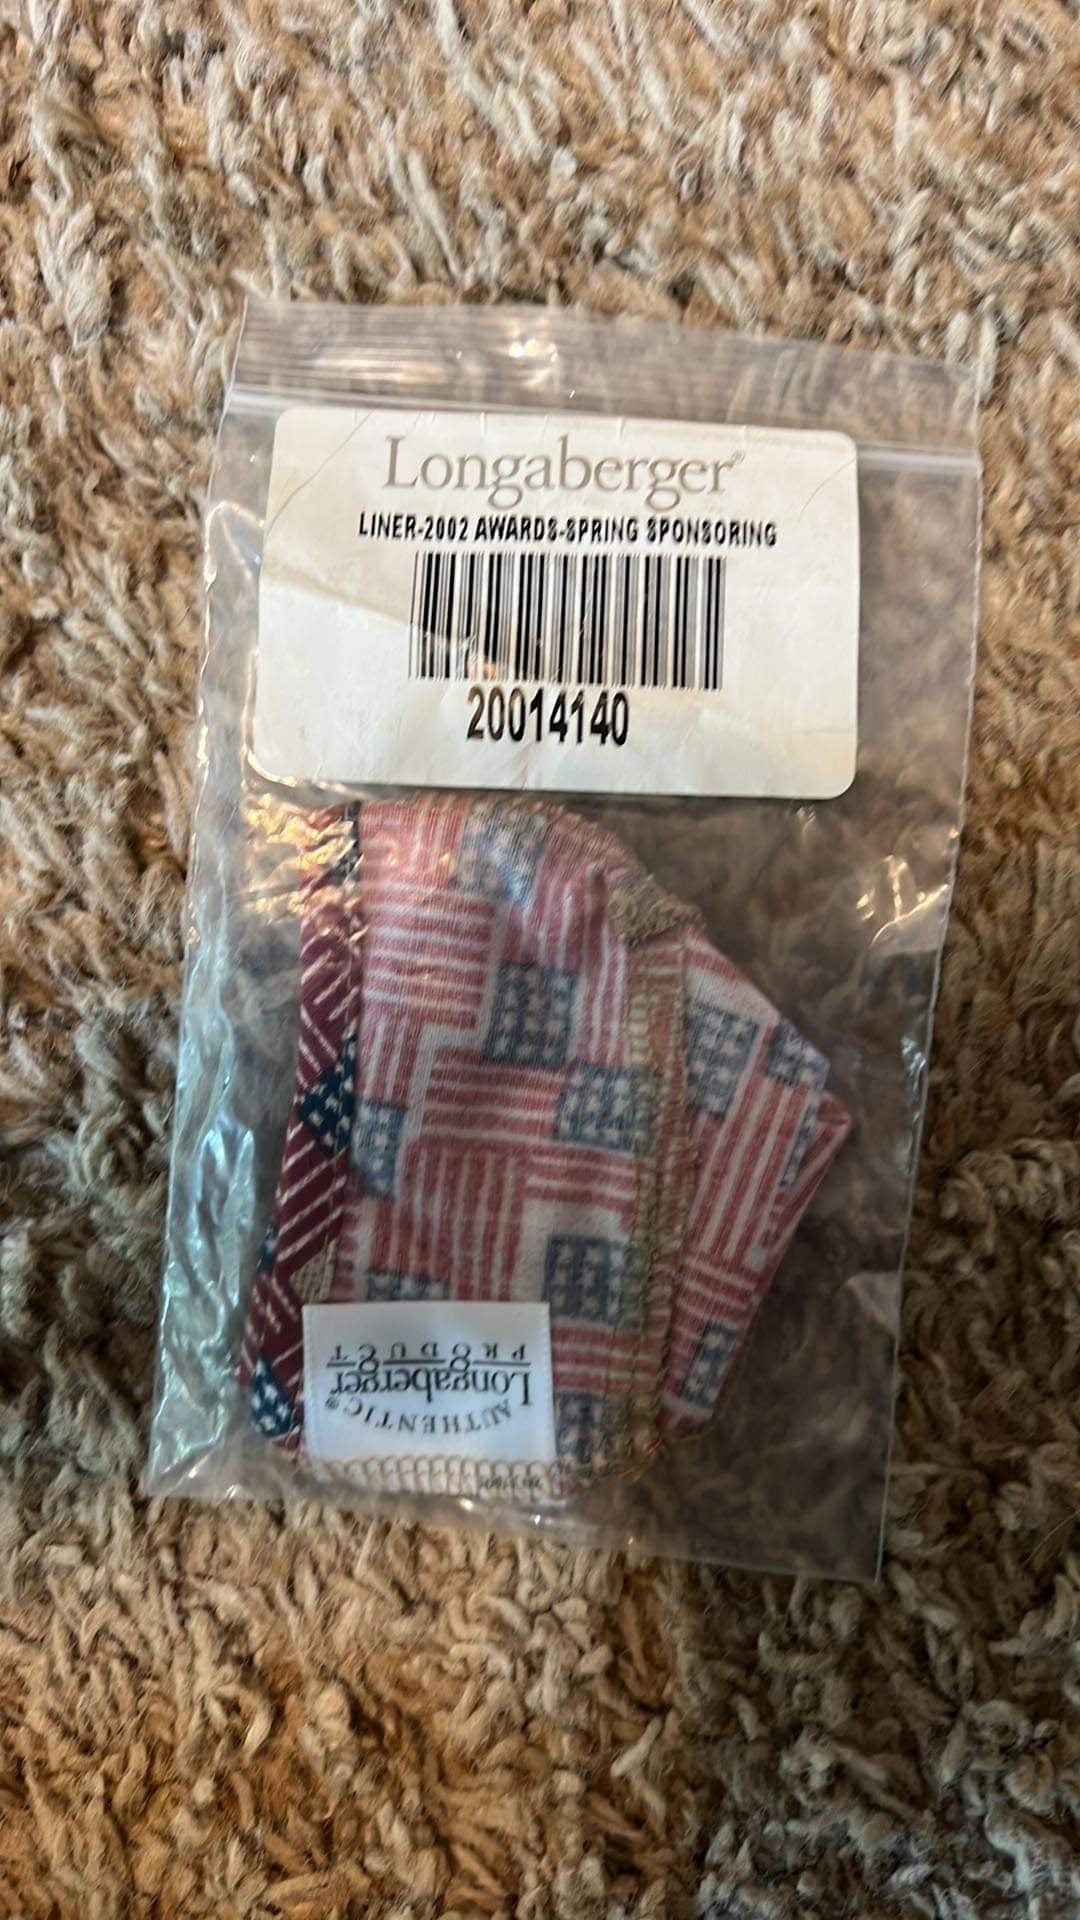 Longaberger®
LINER-2002 AWARDS-SPRING SPONSORING
20014140
AUTHENTIC
Longaberger®
PRODUCT